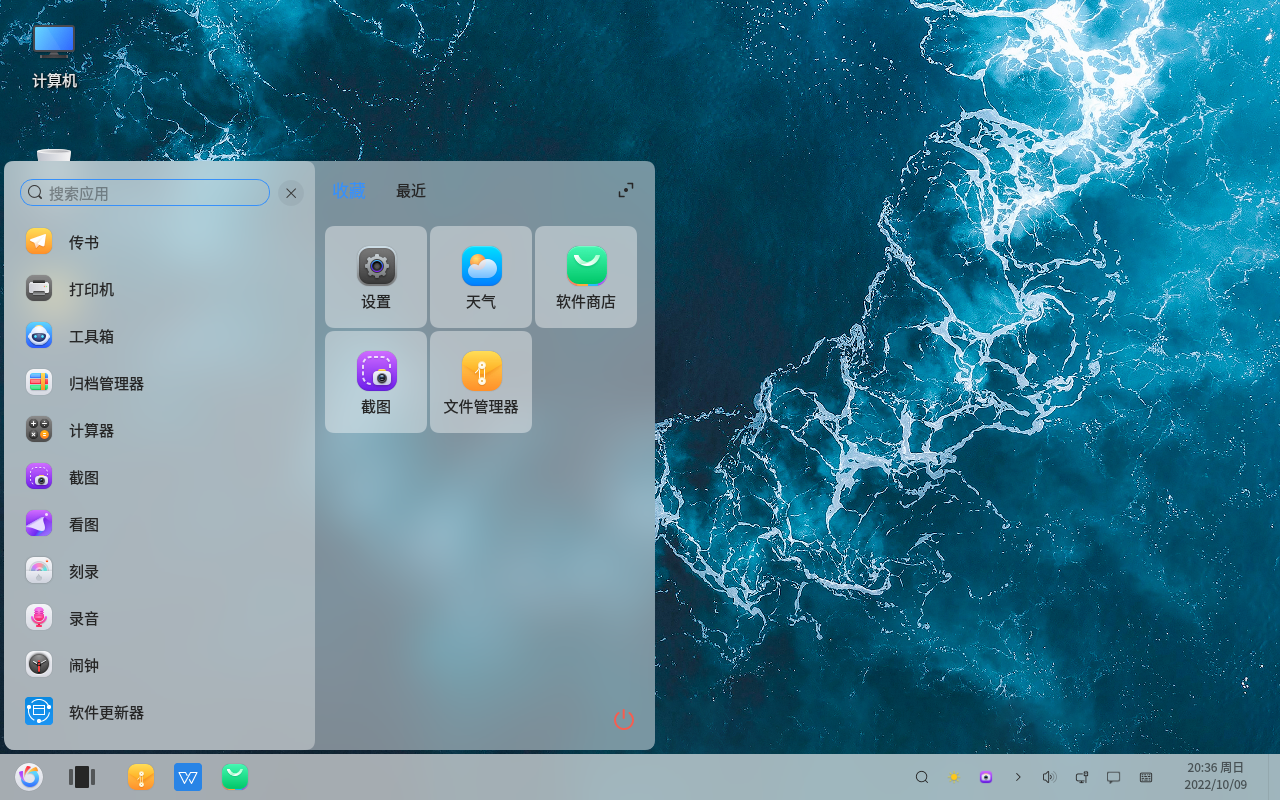 计算机
搜索应用
收藏 最近
传书
打印机
工具箱
归档管理器
计算器
截图
看图
刻录
录音
闹钟
软件更新器
设置 天气 软件商店
截图 文件管理器
20:36 周日
2022/10/09